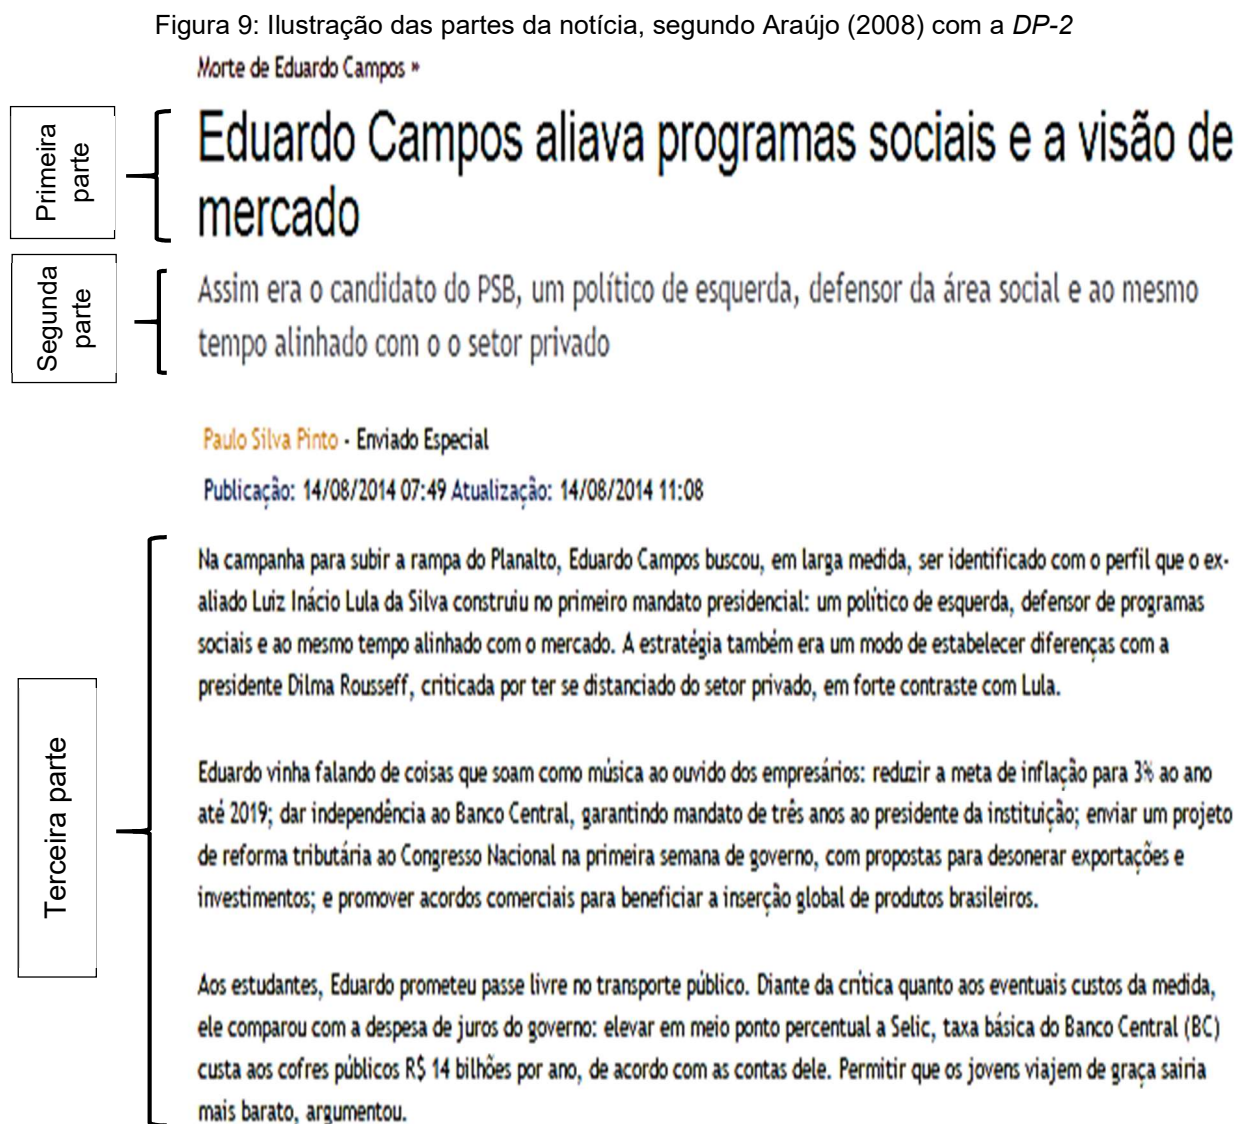 Figura 9: Ilustração das partes da notícia, segundo Araújo (2008) com a DP-2
Morte de Eduardo Campos »
Primeira
parte
Eduardo Campos aliava programas sociais e a visão de
mercado
Segunda
parte
Assim era o candidato do PSB, um político de esquerda, defensor da área social e ao mesmo
tempo alinhado com o o setor privado
Paulo Silva Pinto - Enviado Especial
Publicação: 14/08/2014 07:49 Atualização: 14/08/2014 11:08
Terceira parte
Na campanha para subir a rampa do Planalto, Eduardo Campos buscou, em larga medida, ser identificado com o perfil que o ex-
aliado Luiz Inácio Lula da Silva construiu no primeiro mandato presidencial: um político de esquerda, defensor de programas
sociais e ao mesmo tempo alinhado com o mercado. A estratégia também era um modo de estabelecer diferenças com a
presidente Dilma Rousseff, criticada por ter se distanciado do setor privado, em forte contraste com Lula.
Eduardo vinha falando de coisas que soam como música ao ouvido dos empresários: reduzir a meta de inflação para 3% ao ano
até 2019; dar independência ao Banco Central, garantindo mandato de três anos ao presidente da instituição; enviar um projeto
de reforma tributária ao Congresso Nacional na primeira semana de governo, com propostas para desonerar exportações e
investimentos; e promover acordos comerciais para beneficiar a inserção global de produtos brasileiros.
Aos estudantes, Eduardo prometeu passe livre no transporte público. Diante da crítica quanto aos eventuais custos da medida,
ele comparou com a despesa de juros do governo: elevar em meio ponto percentual a Selic, taxa básica do Banco Central (BC)
custa aos cofres públicos R$ 14 bilhões por ano, de acordo com as contas dele. Permitir que os jovens viajem de graça sairia
mais barato, argumentou.